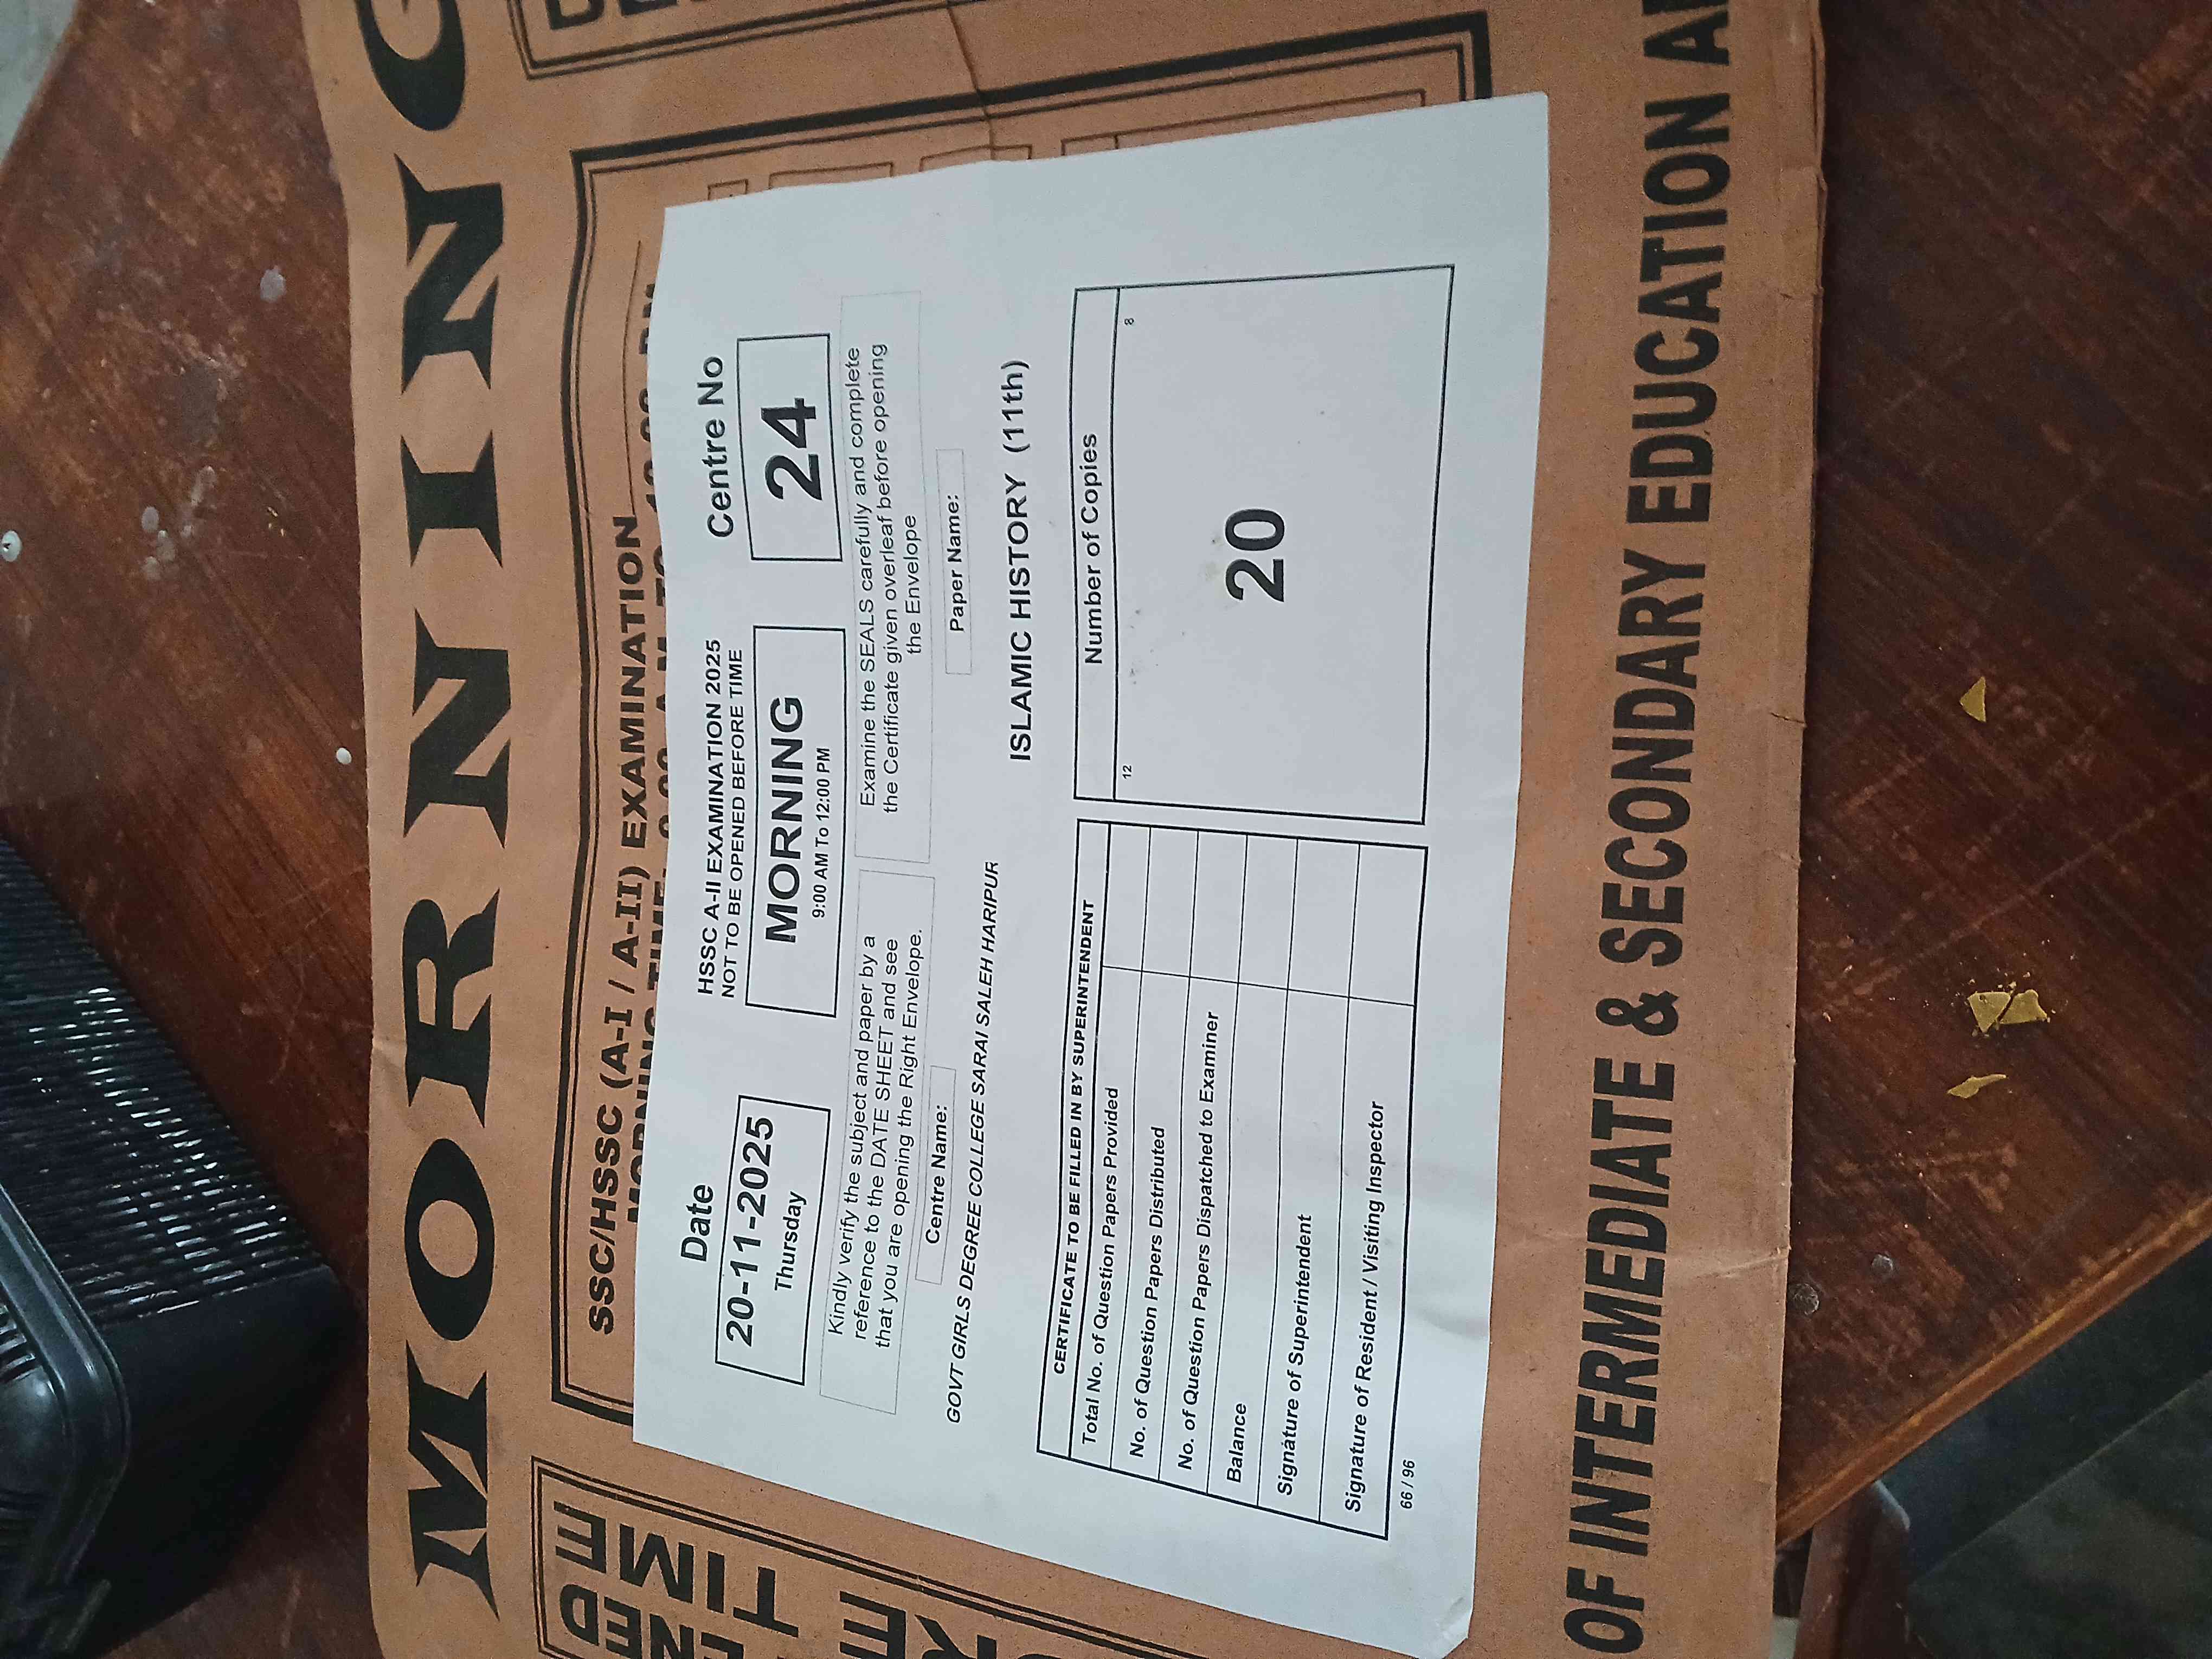 MORNING
SSC/HSSC (A-I / A-II) EXAMINATION
Date
20-11-2025
Thursday
HSSC A-II EXAMINATION 2025
NOT TO BE OPENED BEFORE TIME
MORNING
9:00 AM To 12:00 PM
Centre No
24
Kindly verify the subject and paper by a
reference to the DATE SHEET and see
that you are opening the Right Envelope.
Examine the SEALS carefully and complete
the Certificate given overleaf before opening
the Envelope
Centre Name:
GOVT GIRLS DEGREE COLLEGE SARAI SALEH HARIPUR
Paper Name:
ISLAMIC HISTORY (11th)
CERTIFICATE TO BE FILLED IN BY SUPERINTENDENT
Total No. of Question Papers Provided
No. of Question Papers Distributed
No. of Question Papers Dispatched to Examiner
Balance
Signature of Superintendent
Signature of Resident / Visiting Inspector
Number of Copies
12 8
20
66 / 96
TIME
OF INTERMEDIATE & SECONDARY EDUCATION